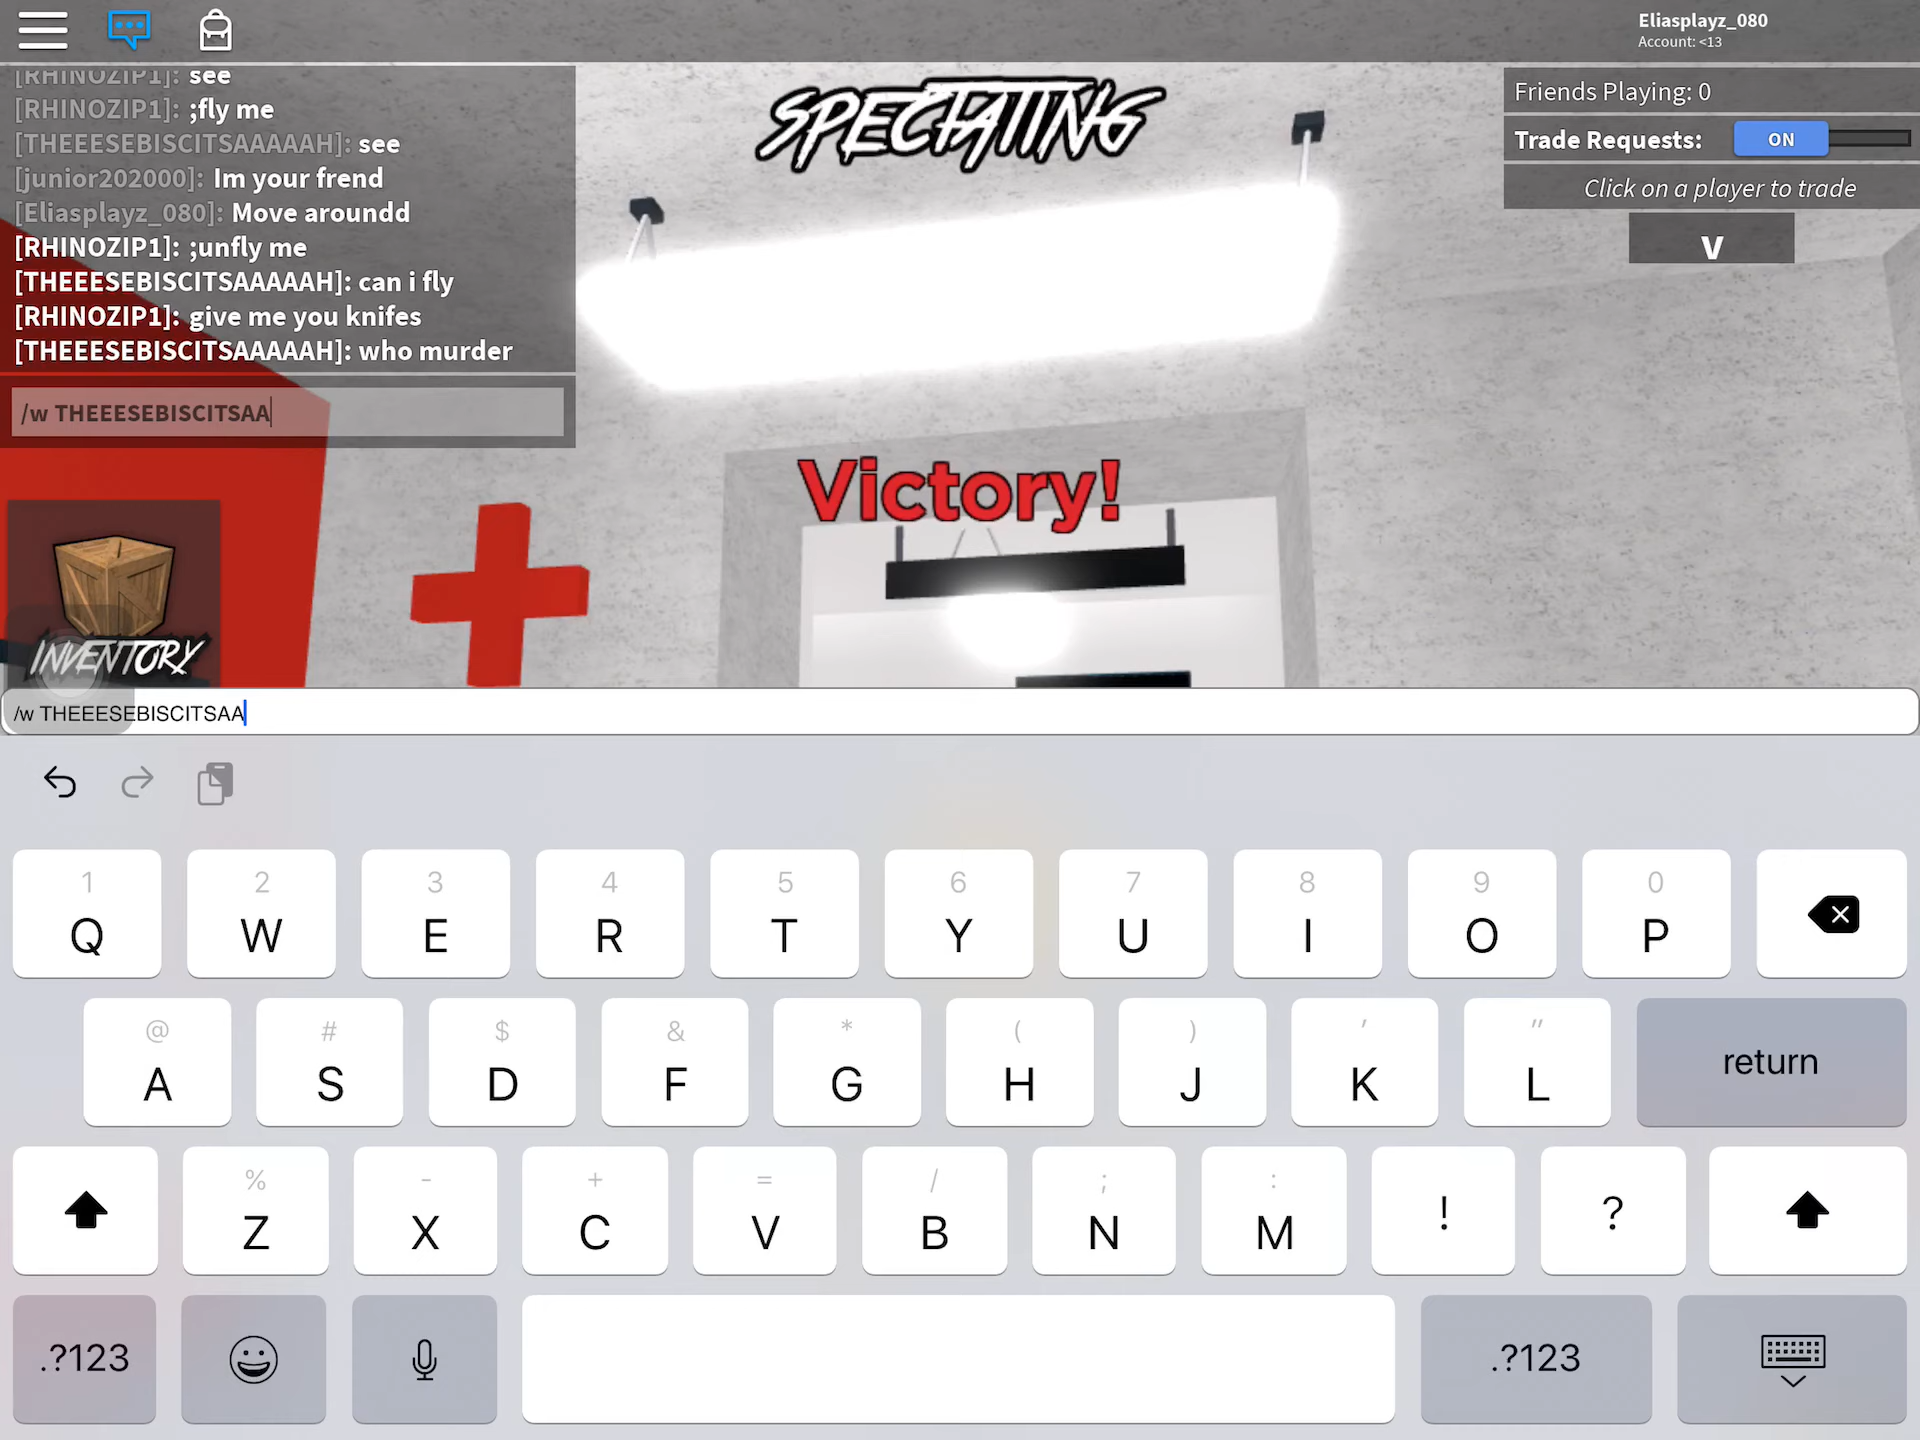 Eliasplayz_080
Account: <13
[RHINOZIP1]: see
[RHINOZIP1]: ;fly me
[THEEESEBISCITSAAAAAH]: see
[junior202000]: Im your frend
[Eliasplayz_080]: Move aroundd
[RHINOZIP1]: ;unfly me
[THEEESEBISCITSAAAAAH]: can i fly
[RHINOZIP1]: give me you knifes
[THEEESEBISCITSAAAAAH]: who murder
/w THEEESEBISCITSAA
SPECTATING
Friends Playing: 0
Trade Requests: ON
Click on a player to trade
v
Victory!
INVENTORY
/w THEEESEBISCITSAA
1 2 3 4 5 6 7 8 9 0
Q W E R T Y U I O P
@ # $ & * ( ) ' "
A S D F G H J K L return
% - + = / ; :
Z X C V B N M ! ?
.?123 .?123